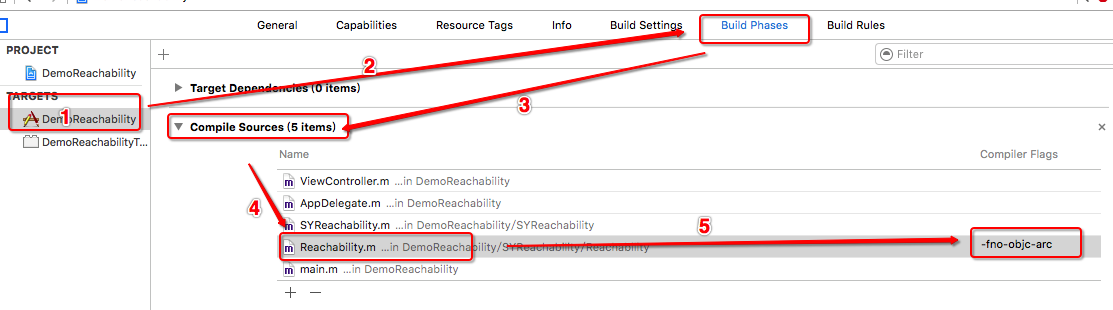 General Capabilities Resource Tags Info Build Settings Build Phases Build Rules
PROJECT
DemoReachability
Filter
2
Target Dependencies (0 items)
TARGETS
3
1
DemoReachability
Compile Sources (5 items)
DemoReachabilityT...
Name Compiler Flags
ViewController.m ...in DemoReachability
AppDelegate.m ...in DemoReachability
4
SYReachability.m ...in DemoReachability/SYReachability
5
Reachability.m ...in DemoReachability/SYReachability/Reachability -fno-objc-arc
main.m ...in DemoReachability